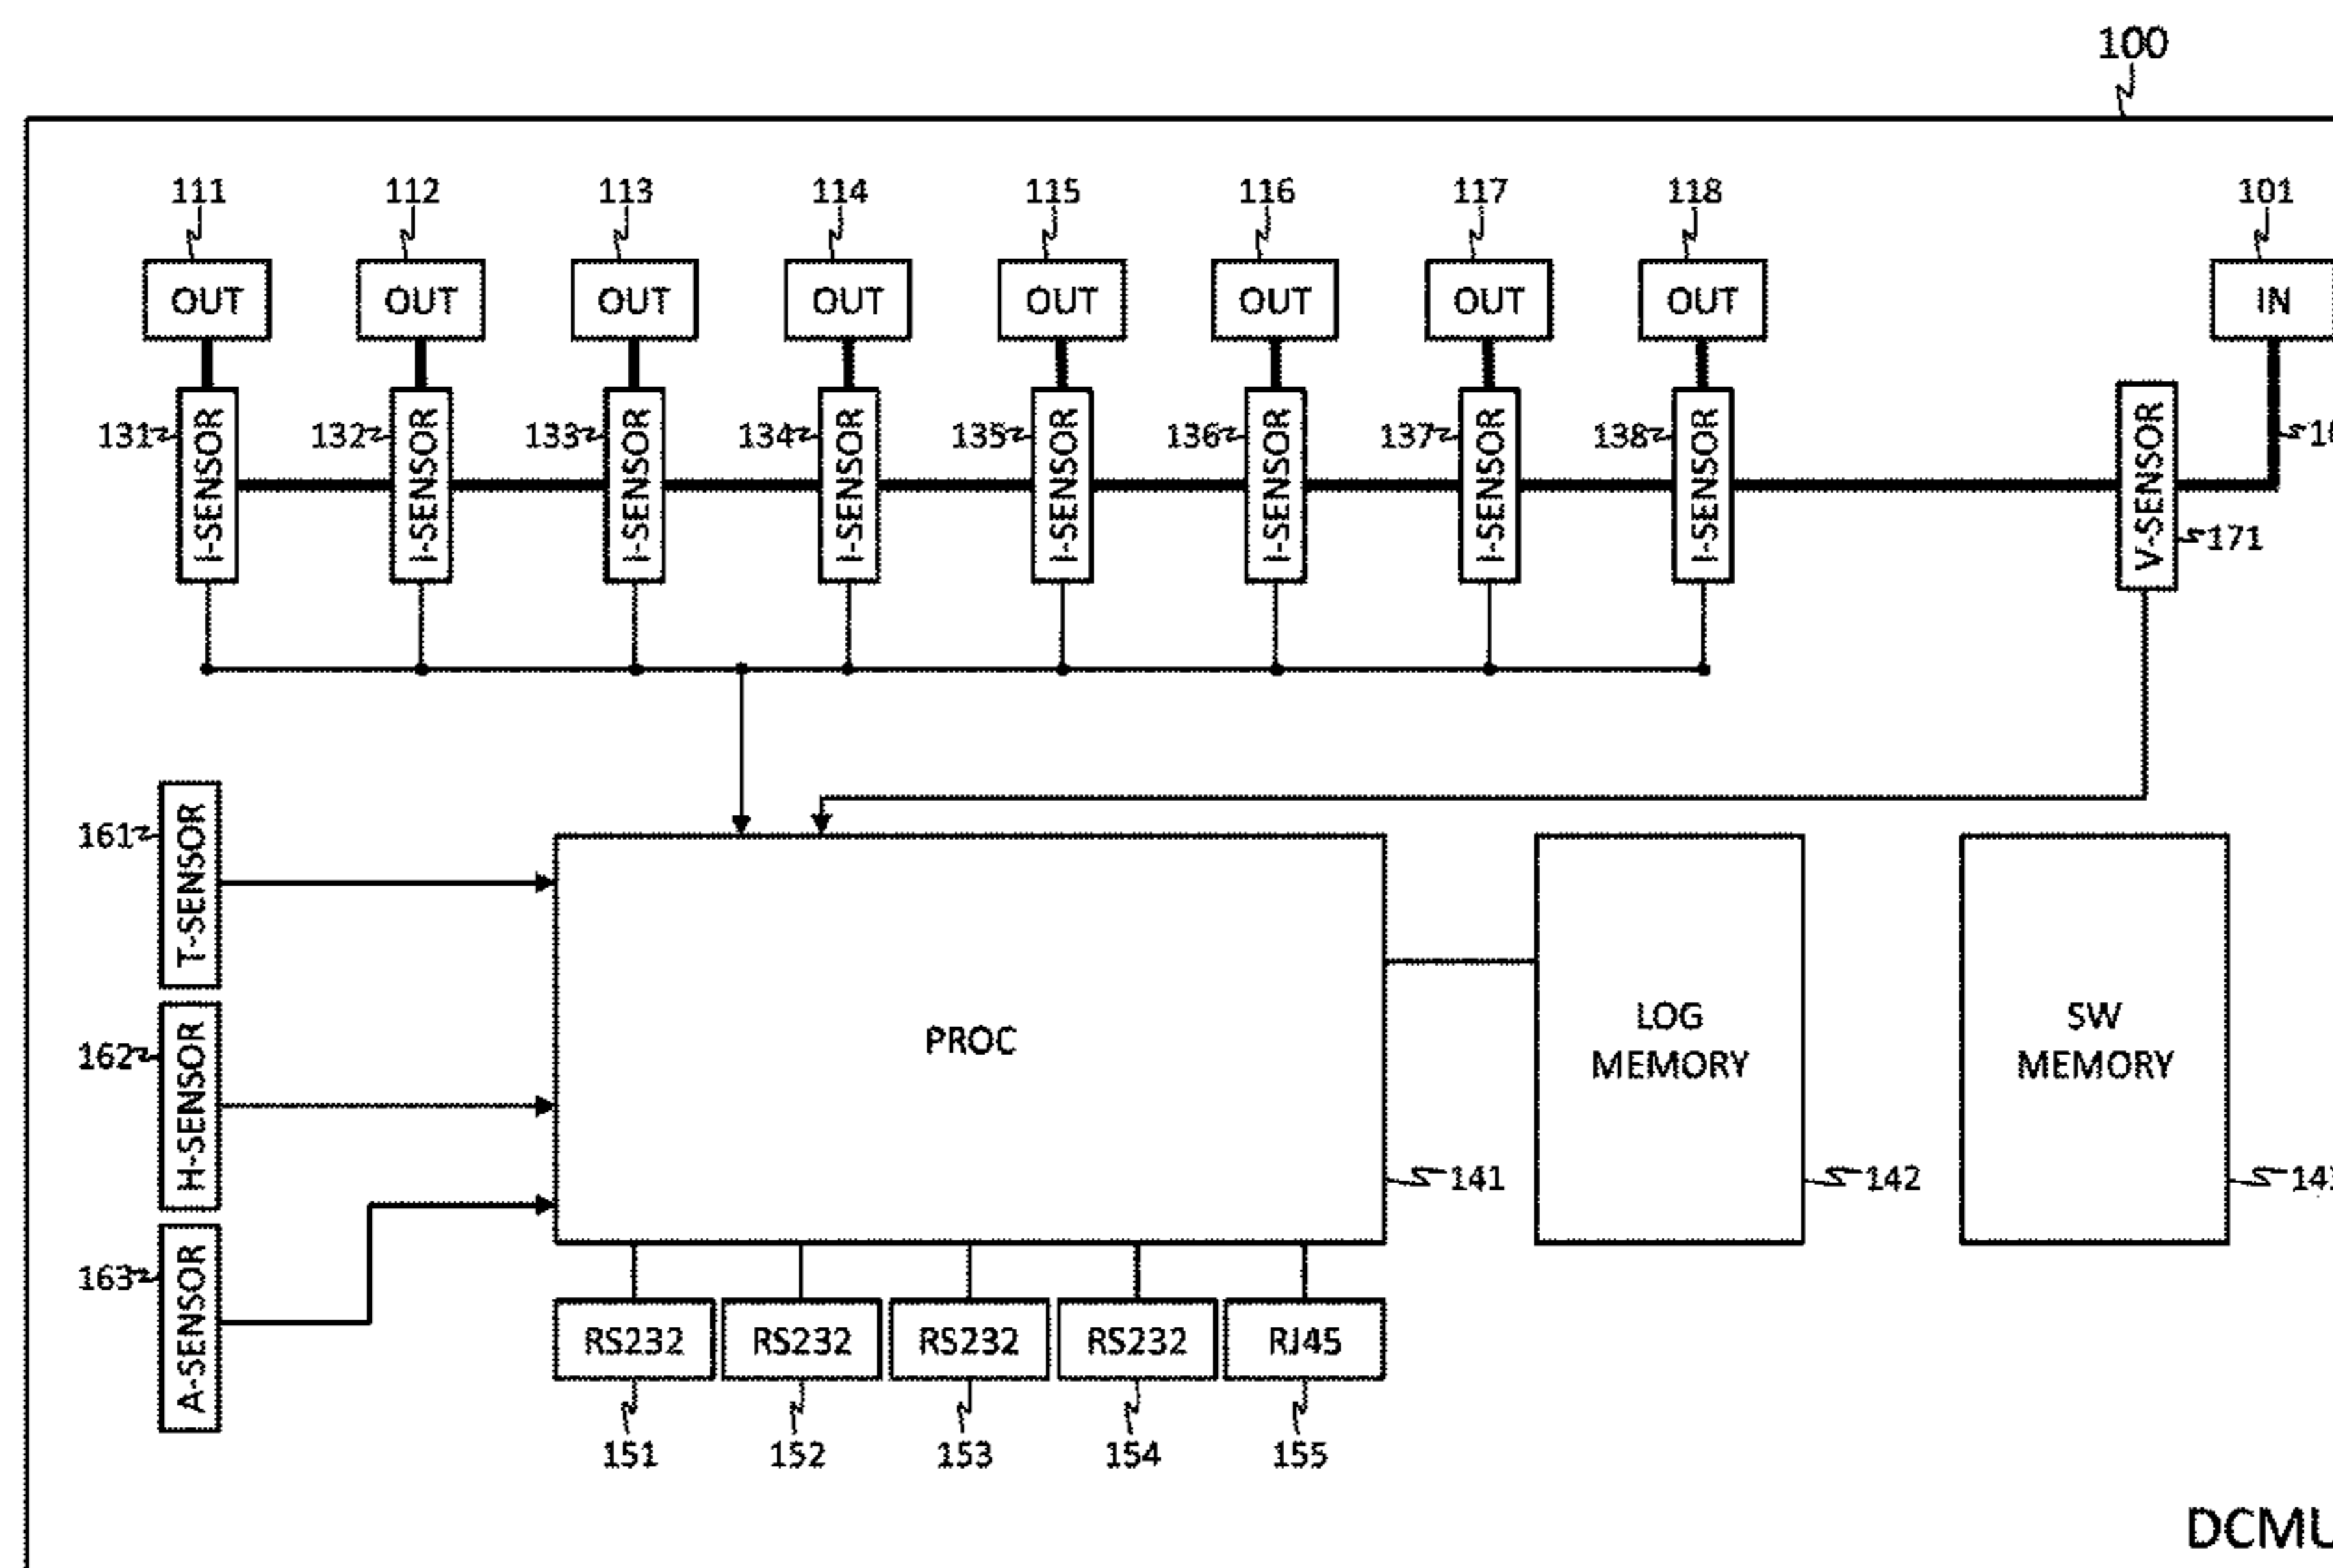 100
111 112 113 114 115 116 117 118 101
OUT OUT OUT OUT OUT OUT OUT OUT IN
131 I-SENSOR 132 I-SENSOR 133 I-SENSOR 134 I-SENSOR 135 I-SENSOR 136 I-SENSOR 137 I-SENSOR 138 I-SENSOR V-SENSOR
171
161 T-SENSOR
162 H-SENSOR
163 A-SENSOR
PROC
141
LOG
MEMORY
142
SW
MEMORY
RS232 RS232 RS232 RS232 RJ45
151 152 153 154 155
DCMU